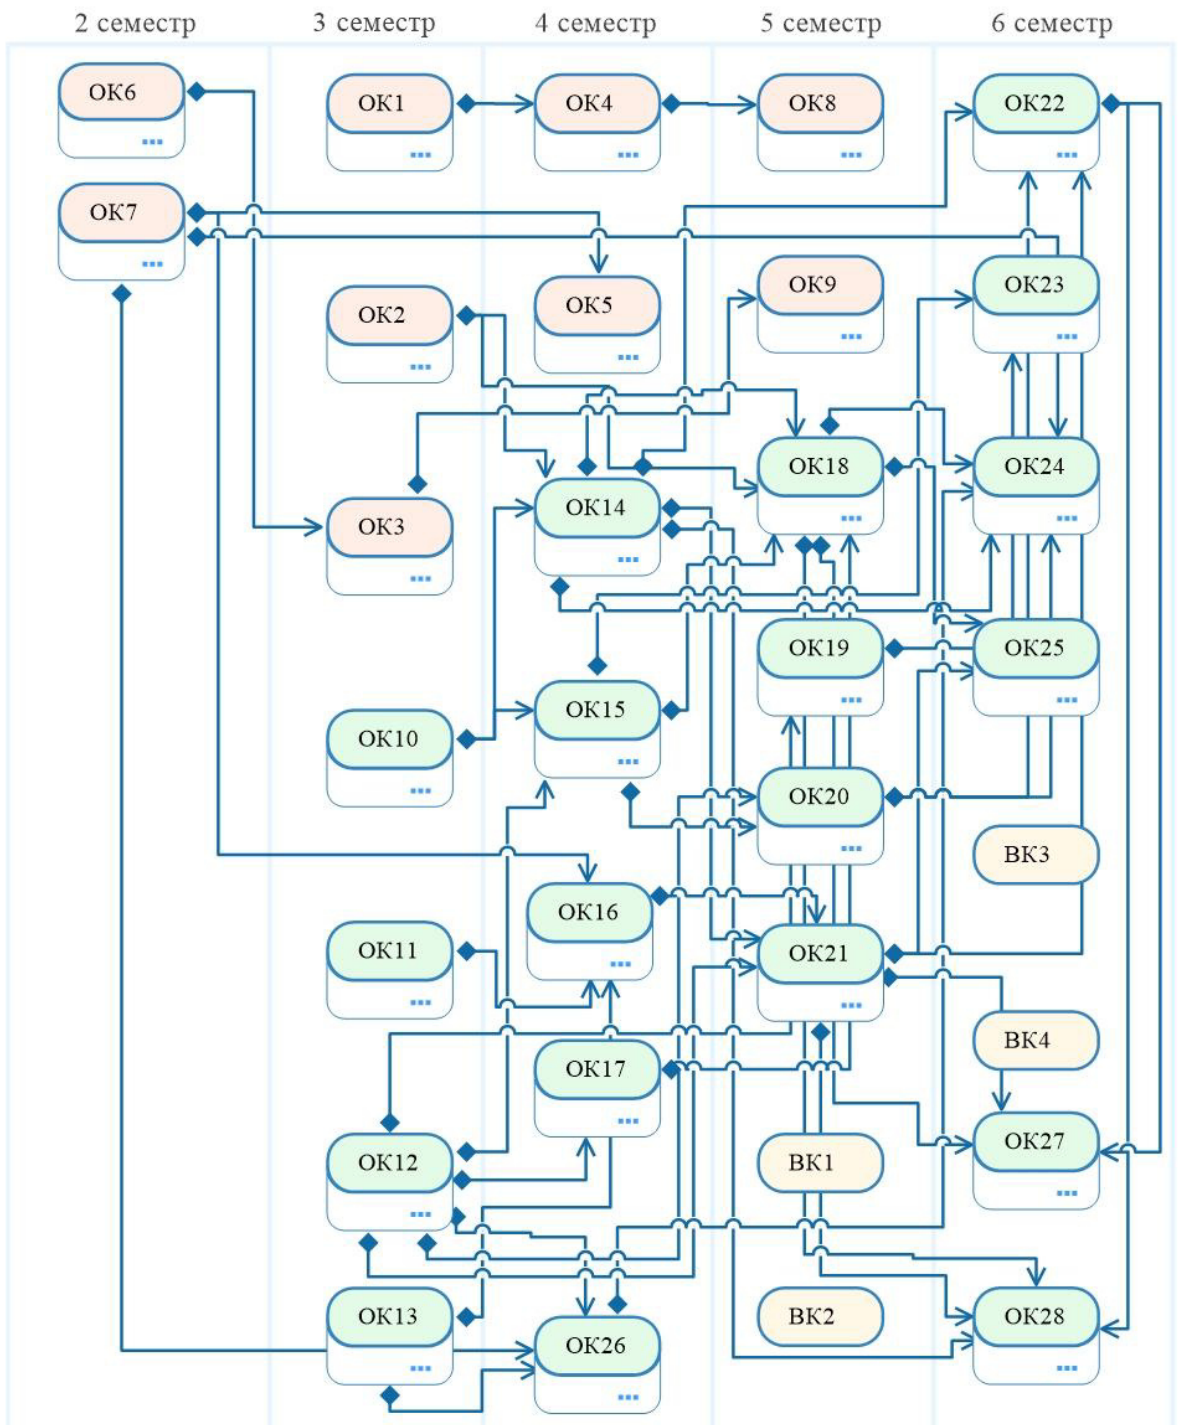 2 семестр 3 семестр 4 семестр 5 семестр 6 семестр
ОК6 ОК1 ОК4 ОК8 ОК22
ОК7
ОК2 ОК5 ОК9 ОК23
ОК3 ОК14 ОК18 ОК24
ОК10 ОК15 ОК19 ОК25
ОК20
ВК3
ОК11 ОК16 ОК21
ОК17 ВК4
ОК12 ВК1 ОК27
ОК13 ОК26 ВК2 ОК28